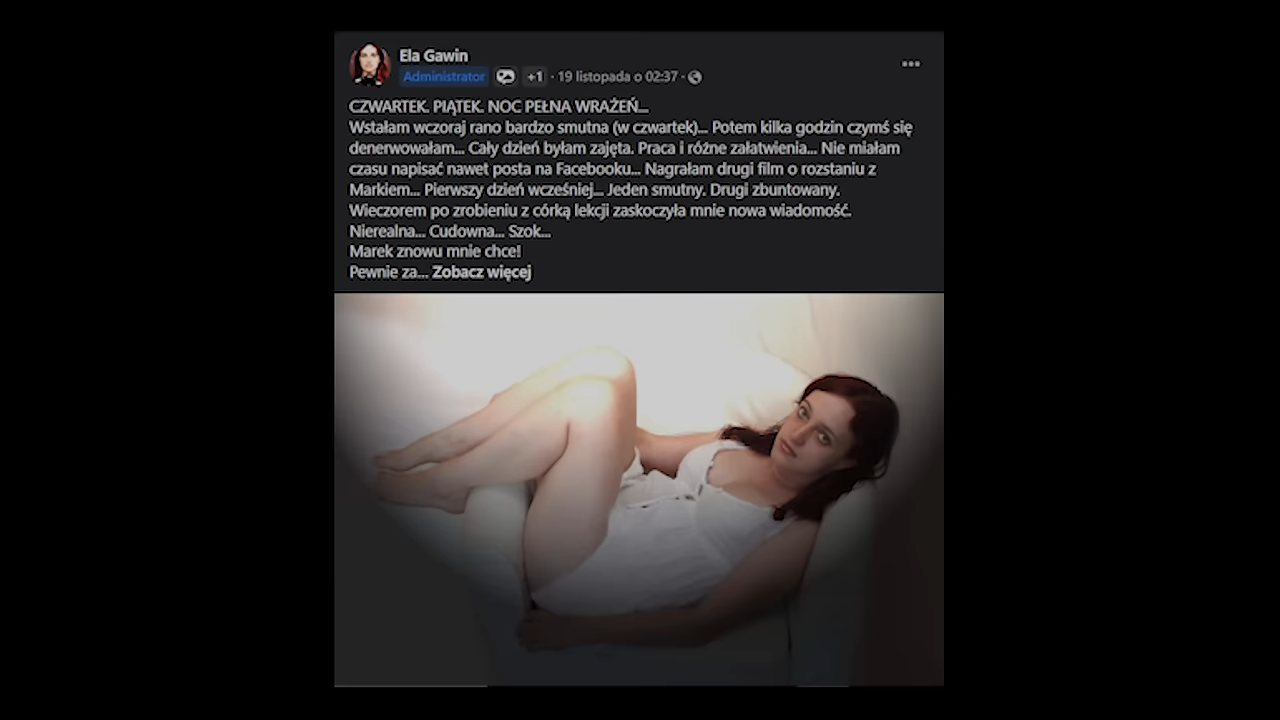 Ela Gawin
Administrator +1 · 19 listopada o 02:37 ·
CZWARTEK. PIĄTEK. NOC PEŁNA WRAŻEŃ...
Wstałam wczoraj rano bardzo smutna (w czwartek)... Potem kilka godzin czymś się
denerwowałam... Cały dzień byłam zajęta. Praca i różne załatwienia... Nie miałam
czasu napisać nawet posta na Facebooku... Nagrałam drugi film o rozstaniu z
Markiem... Pierwszy dzień wcześniej... Jeden smutny. Drugi zbuntowany.
Wieczorem po zrobieniu z córką lekcji zaskoczyła mnie nowa wiadomość.
Nierealna... Cudowna... Szok...
Marek znowu mnie chce!
Pewnie za... Zobacz więcej